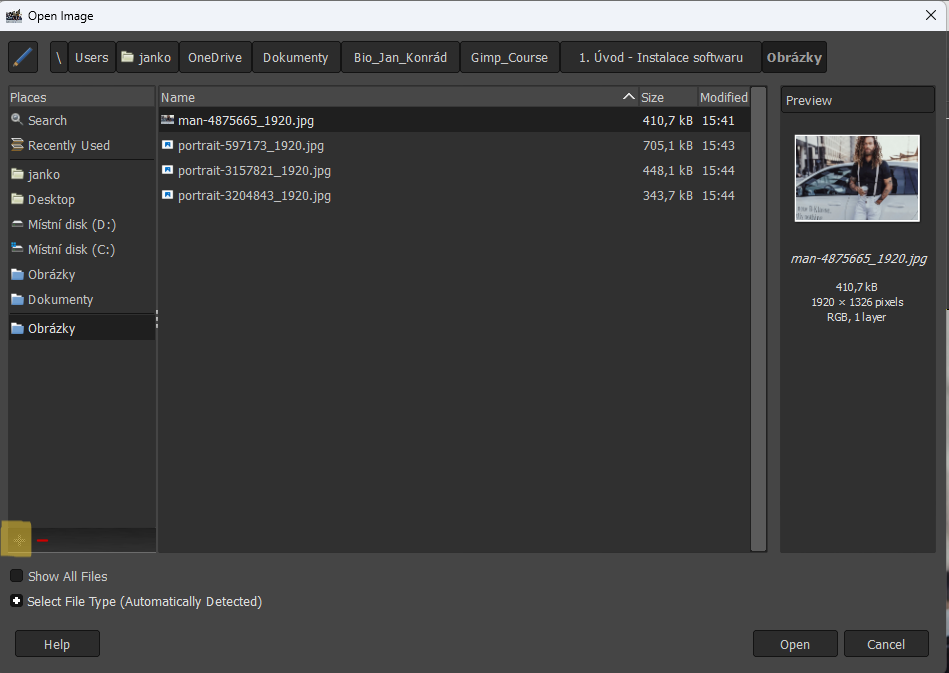 Open Image
\ Users janko OneDrive Dokumenty Bio_Jan_Konrád Gimp_Course 1. Úvod - Instalace softwaru Obrázky
Places
Search
Recently Used
janko
Desktop
Místní disk (D:)
Místní disk (C:)
Obrázky
Dokumenty
Obrázky
Name Size Modified
man-4875665_1920.jpg 410,7 kB 15:41
portrait-597173_1920.jpg 705,1 kB 15:43
portrait-3157821_1920.jpg 448,1 kB 15:44
portrait-3204843_1920.jpg 343,7 kB 15:44
Preview
man-4875665_1920.jpg
410,7 kB
1920 × 1326 pixels
RGB, 1 layer
Show All Files
Select File Type (Automatically Detected)
Help Open Cancel